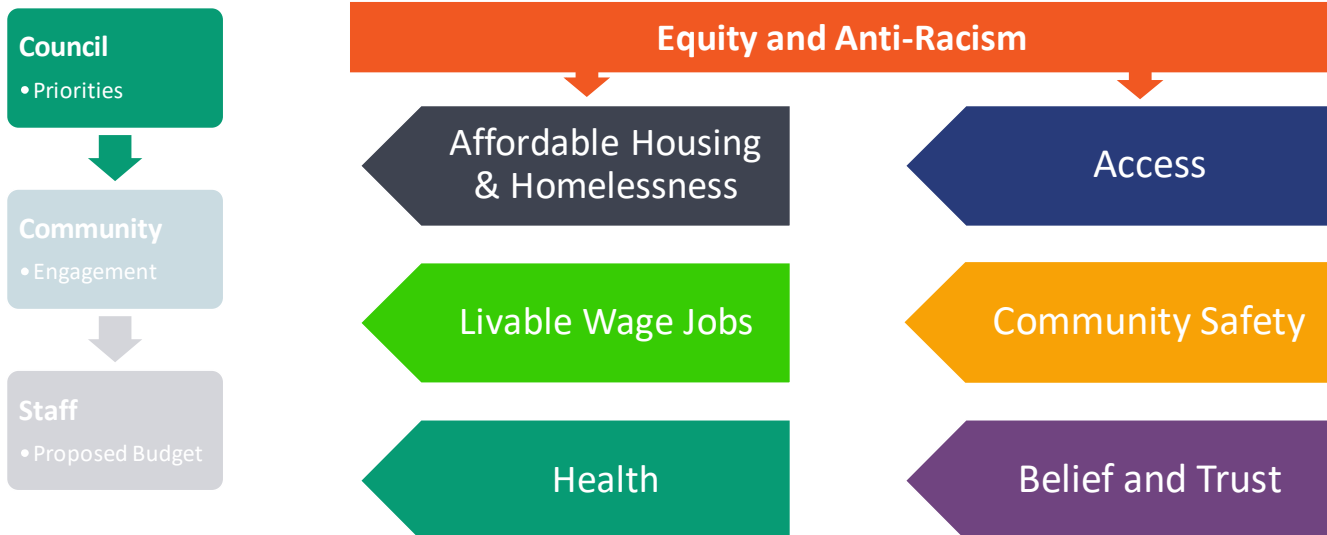 Council
• Priorities
Community
• Engagement
Staff
• Proposed Budget
Equity and Anti-Racism
Affordable Housing
& Homelessness
Access
Livable Wage Jobs
Community Safety
Health
Belief and Trust